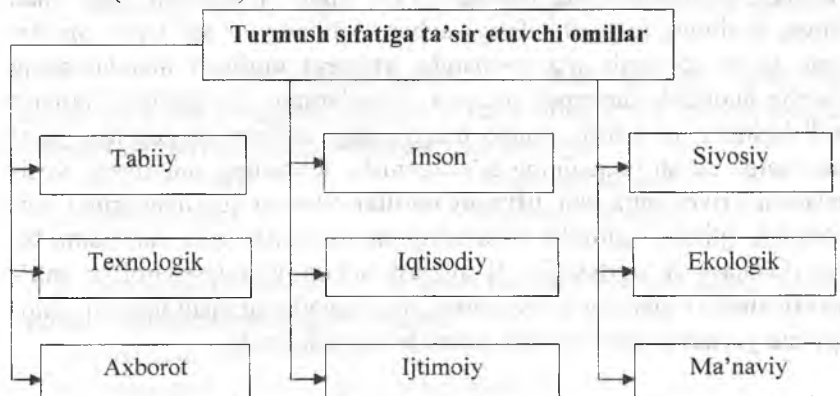 Turmush sifatiga ta sir etuvchi omillar
Tabiiy
Inson
Siyosiy
Texnologik
Iqtisodiy
Ekologik
Axborot
Ijtimoiy
Ma'naviy